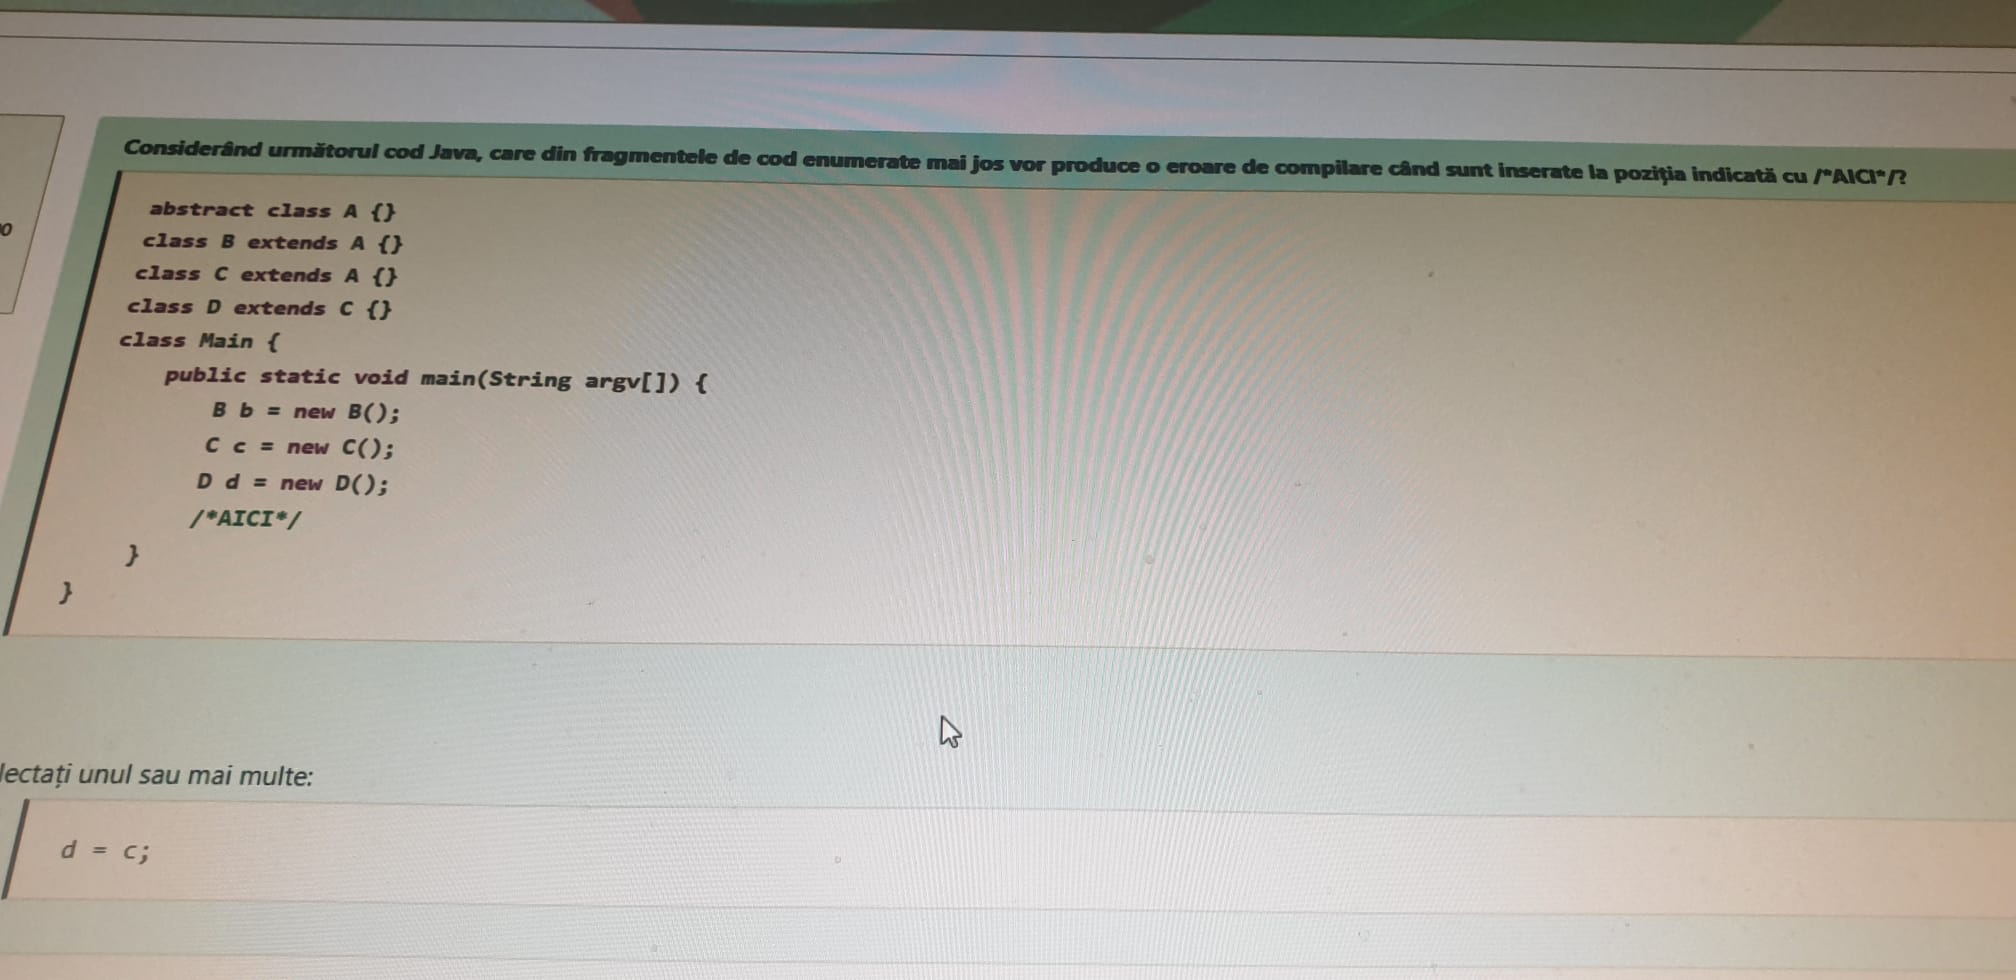 Considerând următorul cod Java, care din fragmentele de cod enumerate mai jos vor produce o eroare de compilare când sunt inserate la poziția indicată cu /*AICI*/?
abstract class A {}
class B extends A {}
class C extends A {}
class D extends C {}
class Main {
public static void main(String argv[]) {
B b = new B();
C c = new C();
D d = new D();
/*AICI*/
}
}
lectați unul sau mai multe:
d = c;